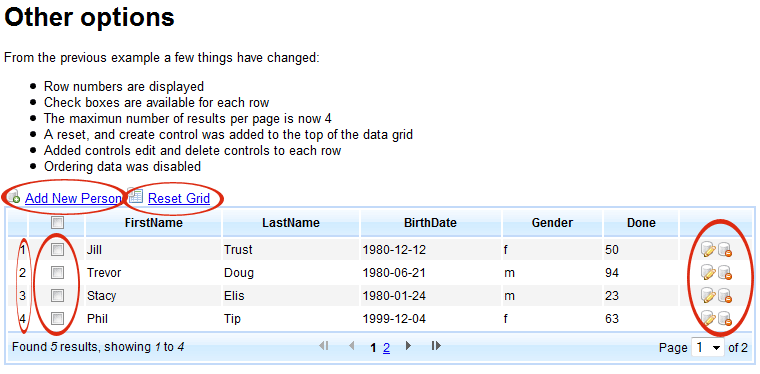 Other options
From the previous example a few things have changed:
Row numbers are displayed
Check boxes are available for each row
The maximun number of results per page is now 4
A reset, and create control was added to the top of the data grid
Added controls edit and delete controls to each row
Ordering data was disabled
Add New Person Reset Grid
FirstName LastName BirthDate Gender Done
1 Jill Trust 1980-12-12 f 50
2 Trevor Doug 1980-06-21 m 94
3 Stacy Elis 1980-01-24 m 23
4 Phil Tip 1999-12-04 f 63
Found 5 results, showing 1 to 4 1 2 Page 1 of 2